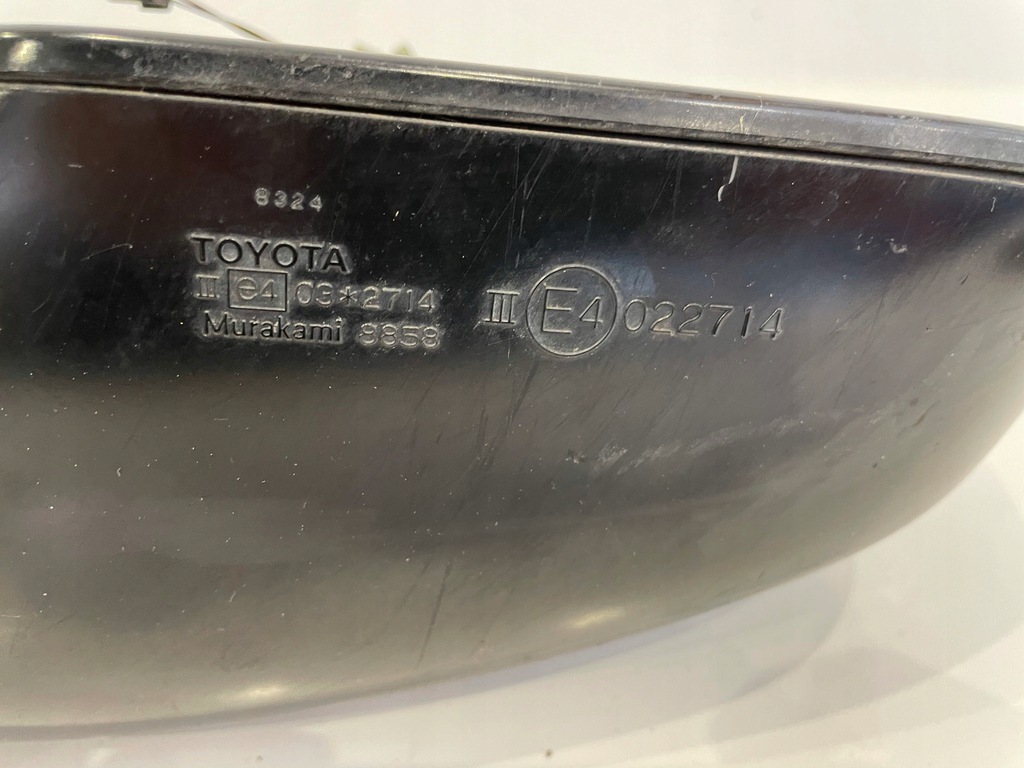 8324
TOYOTA
II e4 03*2714
Murakami 8858
III E4 022714